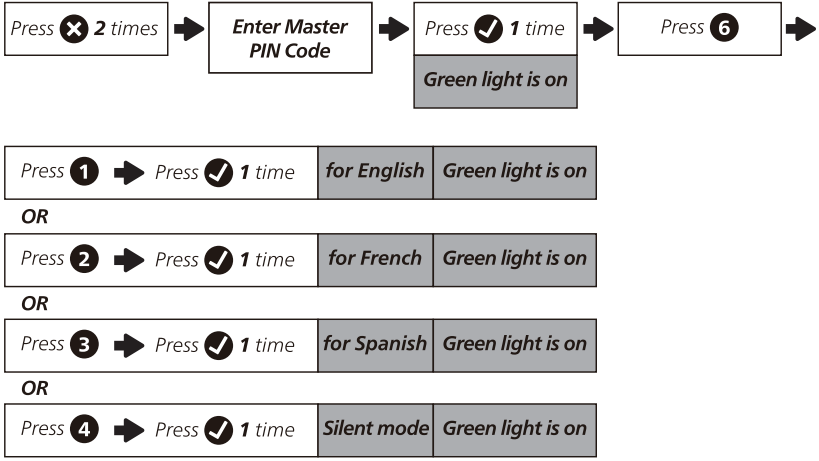 Press ✖ 2 times
Enter Master
PIN Code
Press ✔ 1 time
Green light is on
Press 6
Press 1 Press ✔ 1 time for English Green light is on
OR
Press 2 Press ✔ 1 time for French Green light is on
OR
Press 3 Press ✔ 1 time for Spanish Green light is on
OR
Press 4 Press ✔ 1 time Silent mode Green light is on